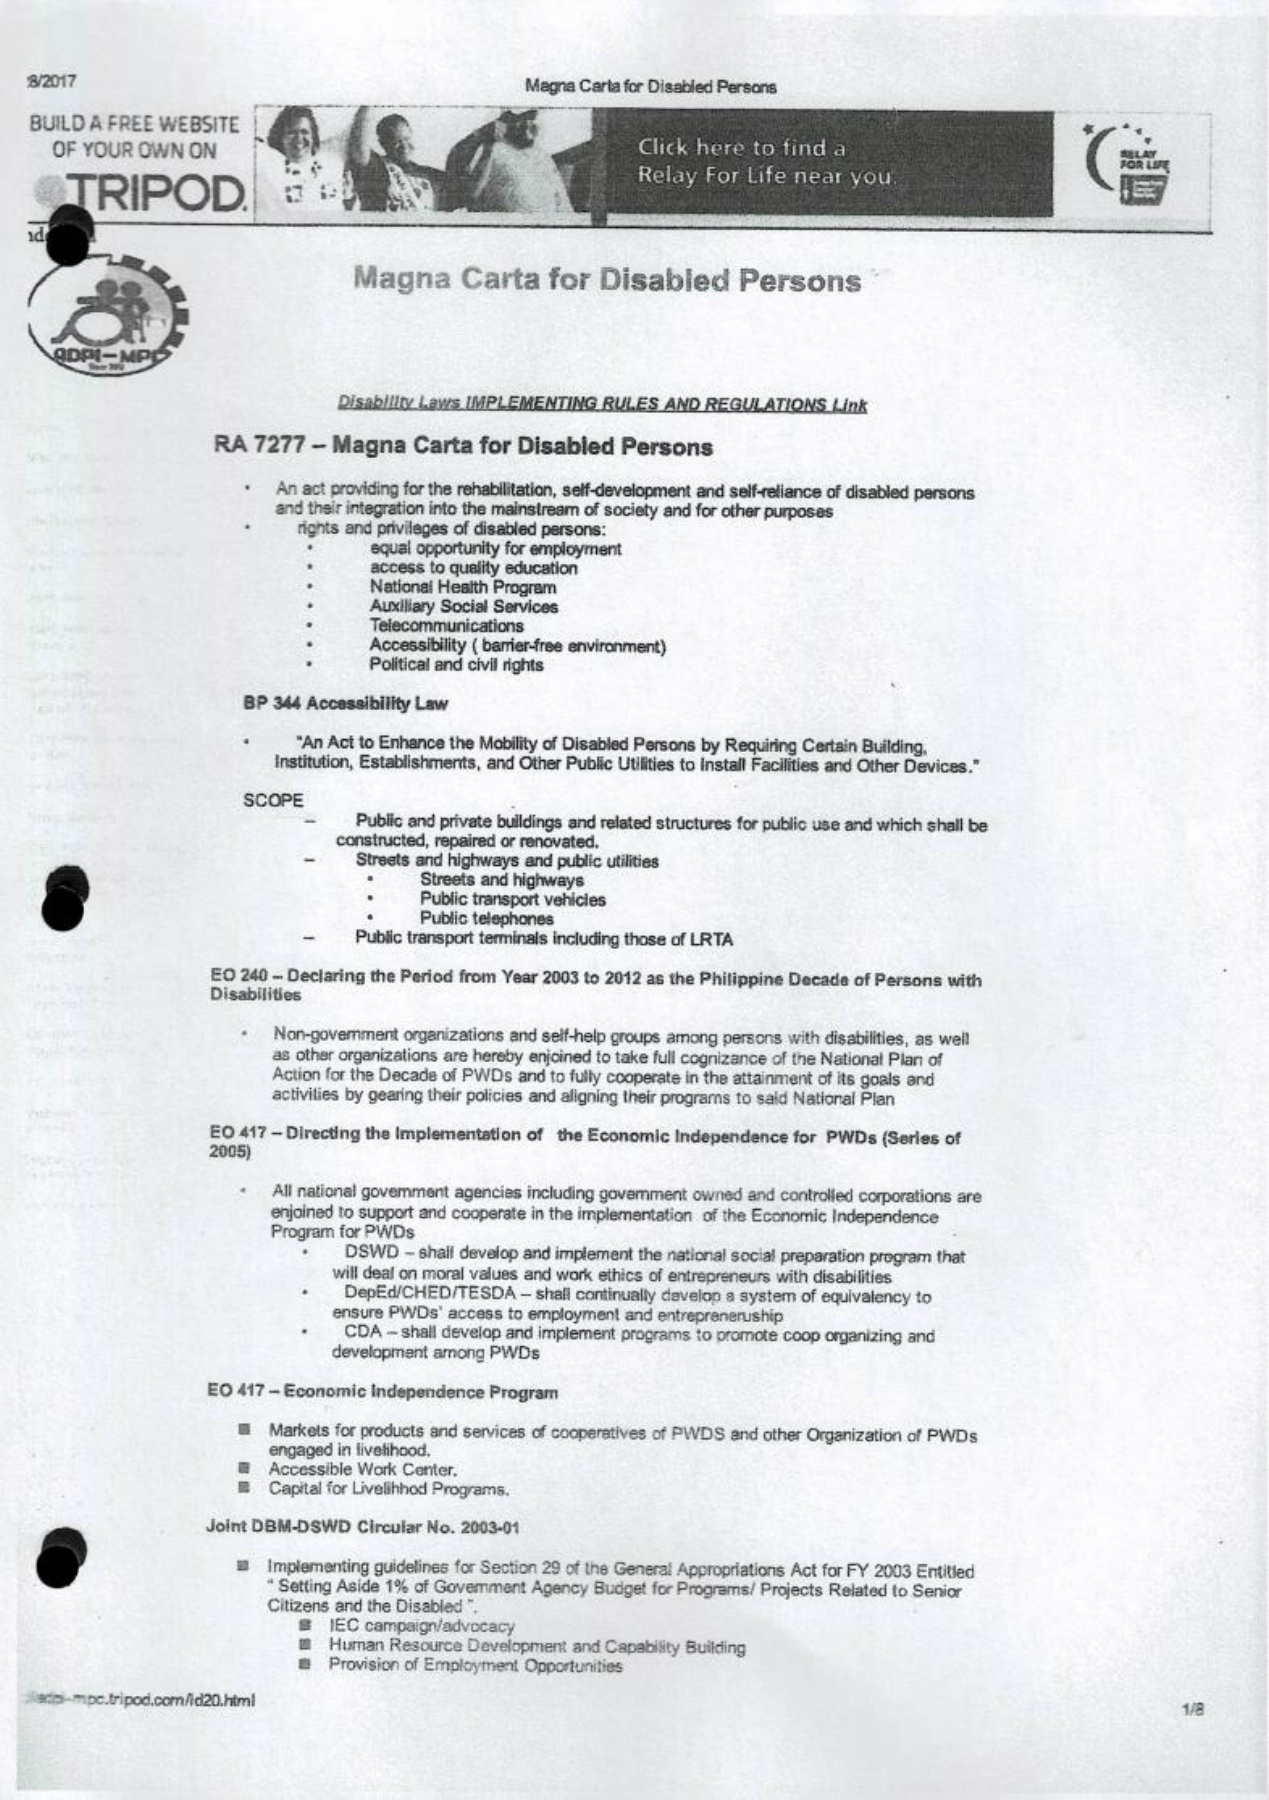 8/2017
Magna Carta for Disabled Persons
BUILD A FREE WEBSITE
OF YOUR OWN ON
TRIPOD.
Click here to find a
Relay For Life near you.
RELAY
FOR LIFE
Magna Carta for Disabled Persons
ADPI-MPC
Disability Laws IMPLEMENTING RULES AND REGULATIONS Link
RA 7277 – Magna Carta for Disabled Persons
• An act providing for the rehabilitation, self-development and self-reliance of disabled persons
and their integration into the mainstream of society and for other purposes
• rights and privileges of disabled persons:
• equal opportunity for employment
• access to quality education
• National Health Program
• Auxiliary Social Services
• Telecommunications
• Accessibility ( barrier-free environment)
• Political and civil rights
BP 344 Accessibility Law
• "An Act to Enhance the Mobility of Disabled Persons by Requiring Certain Building,
Institution, Establishments, and Other Public Utilities to Install Facilities and Other Devices."
SCOPE
– Public and private buildings and related structures for public use and which shall be
constructed, repaired or renovated.
– Streets and highways and public utilities
• Streets and highways
• Public transport vehicles
• Public telephones
– Public transport terminals including those of LRTA
EO 240 – Declaring the Period from Year 2003 to 2012 as the Philippine Decade of Persons with
Disabilities
• Non-government organizations and self-help groups among persons with disabilities, as well
as other organizations are hereby enjoined to take full cognizance of the National Plan of
Action for the Decade of PWDs and to fully cooperate in the attainment of its goals and
activities by gearing their policies and aligning their programs to said National Plan
EO 417 – Directing the Implementation of the Economic Independence for PWDs (Series of
2005)
• All national government agencies including government owned and controlled corporations are
enjoined to support and cooperate in the implementation of the Economic Independence
Program for PWDs
• DSWD – shall develop and implement the national social preparation program that
will deal on moral values and work ethics of entrepreneurs with disabilities
• DepEd/CHED/TESDA – shall continually develop a system of equivalency to
ensure PWDs' access to employment and entrepreneruship
• CDA – shall develop and implement programs to promote coop organizing and
development among PWDs
EO 417 – Economic Independence Program
■ Markets for products and services of cooperatives of PWDS and other Organization of PWDs
engaged in livelihood.
■ Accessible Work Center.
■ Capital for Livelihhod Programs.
Joint DBM-DSWD Circular No. 2003-01
■ Implementing guidelines for Section 29 of the General Appropriations Act for FY 2003 Entitled
" Setting Aside 1% of Government Agency Budget for Programs/ Projects Related to Senior
Citizens and the Disabled ".
■ IEC campaign/advocacy
■ Human Resource Development and Capability Building
■ Provision of Employment Opportunities
adpi-mpc.tripod.com/id20.html
1/8